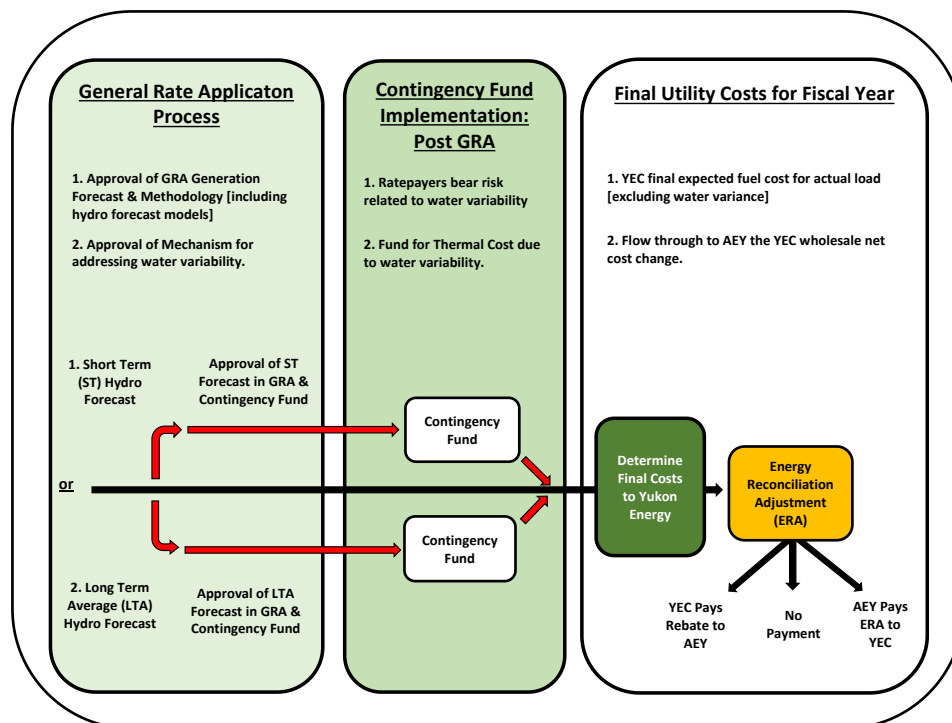 General Rate Applicaton
Process
1. Approval of GRA Generation
Forecast & Methodology [including
hydro forecast models]
2. Approval of Mechanism for
addressing water variability.
1. Short Term
(ST) Hydro
Forecast
Approval of ST
Forecast in GRA &
Contingency Fund
or
2. Long Term
Average (LTA)
Hydro Forecast
Approval of LTA
Forecast in GRA &
Contingency Fund
Contingency Fund
Implementation:
Post GRA
1. Ratepayers bear risk
related to water variability
2. Fund for Thermal Cost due
to water variability.
Contingency
Fund
Contingency
Fund
Final Utility Costs for Fiscal Year
1. YEC final expected fuel cost for actual load
[excluding water variance]
2. Flow through to AEY the YEC wholesale net
cost change.
Determine
Final Costs
to Yukon
Energy
Energy
Reconciliation
Adjustment
(ERA)
YEC Pays
Rebate to
AEY
No
Payment
AEY Pays
ERA to
YEC